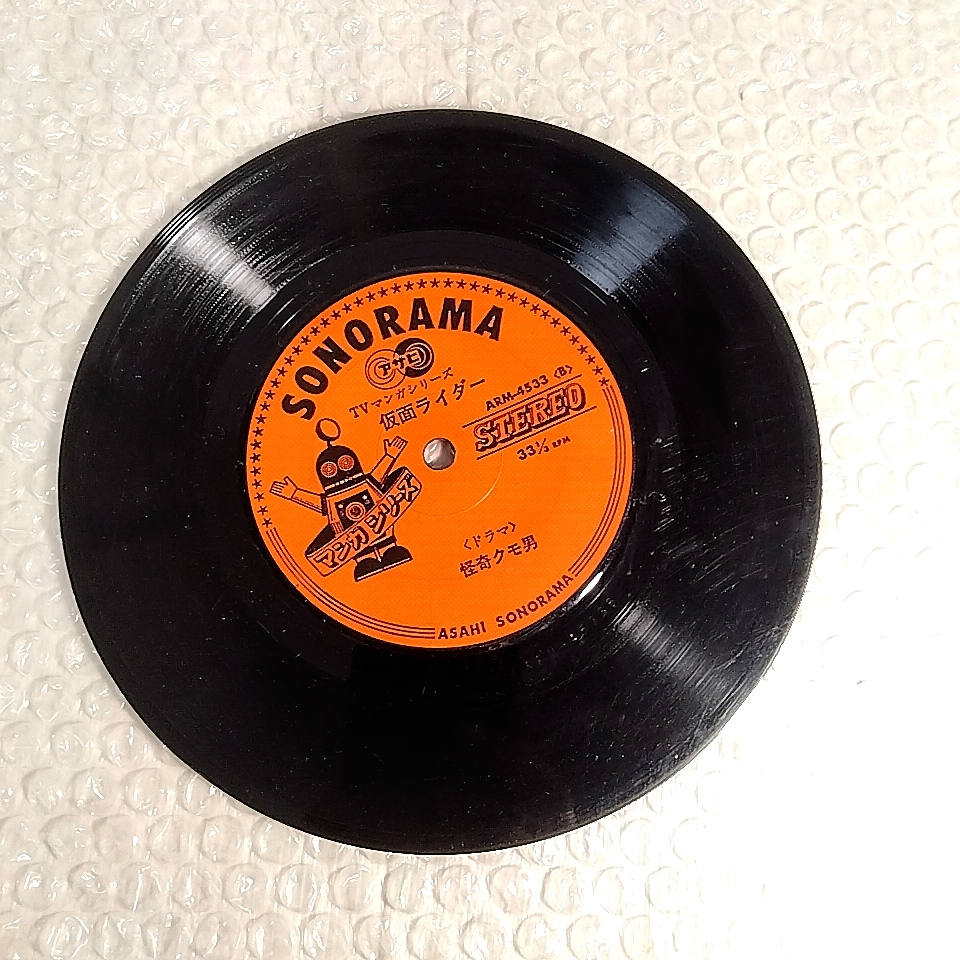 SONORAMA
アサヒ
TVマンガシリーズ
仮面ライダー
ARM-4533 〈B〉
STEREO
33⅓ RPM
マンガシリーズ
〈ドラマ〉
怪奇クモ男
ASAHI SONORAMA